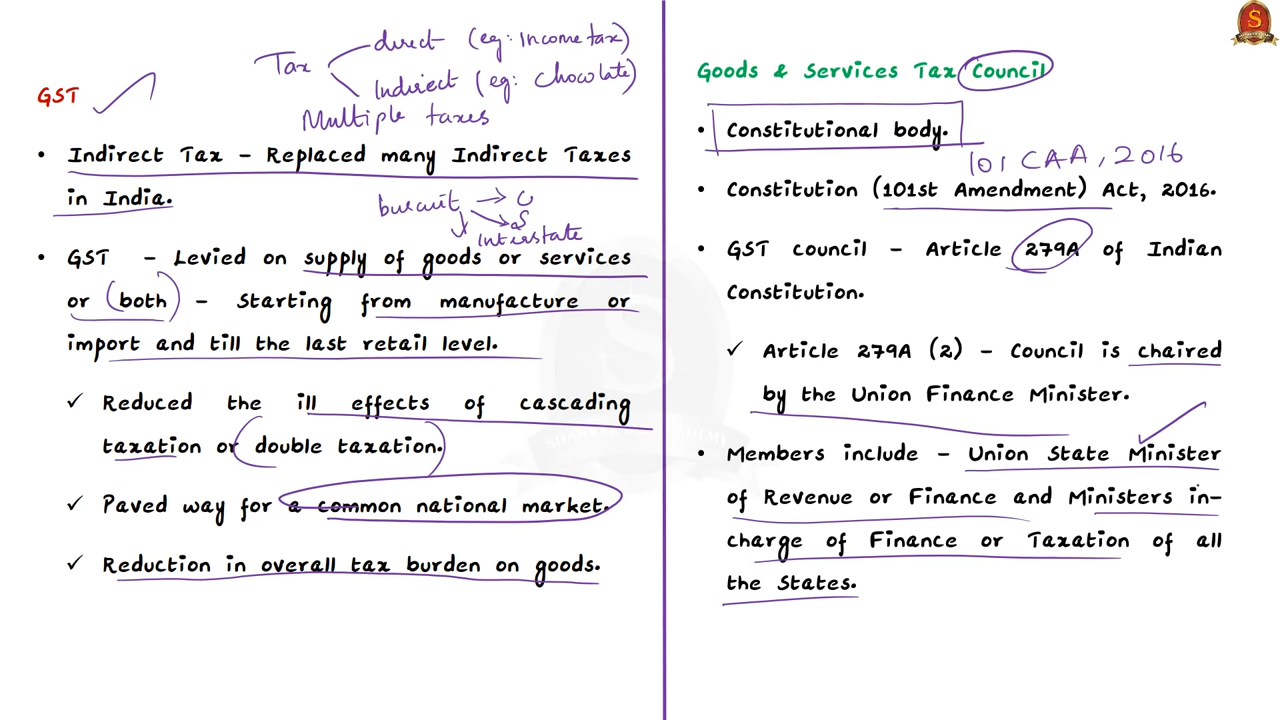 Tax
direct (eg: Income tax)
Indirect (eg: chocolate)
Multiple taxes
GST
• Indirect Tax - Replaced many Indirect Taxes
in India.
→ C
S
Interstate
• GST - Levied on supply of goods or services
or (both) - Starting from manufacture or
import and till the last retail level.
✓ Reduced the ill effects of cascading
taxation or double taxation.
✓ Paved way for a common national market.
✓ Reduction in overall tax burden on goods.
Goods & Services Tax Council
• Constitutional body.
101 CAA, 2016
• Constitution (101st Amendment) Act, 2016.
• GST council - Article 279A of Indian
Constitution.
✓ Article 279A (2) - Council is chaired
by the Union Finance Minister.
• Members include - Union State Minister
of Revenue or Finance and Ministers in-
charge of Finance or Taxation of all
the States.